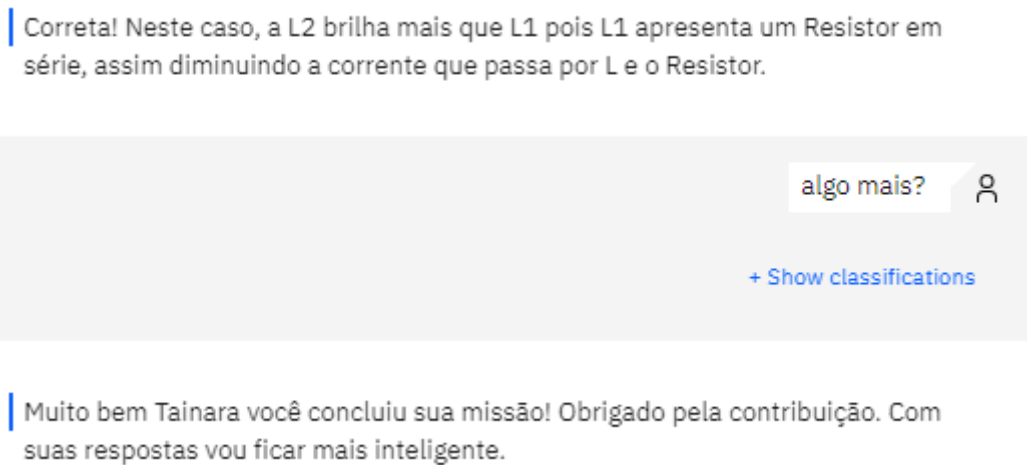 Correta! Neste caso, a L2 brilha mais que L1 pois L1 apresenta um Resistor em
série, assim diminuindo a corrente que passa por L e o Resistor.
algo mais?
+ Show classifications
Muito bem Tainara você concluiu sua missão! Obrigado pela contribuição. Com
suas respostas vou ficar mais inteligente.